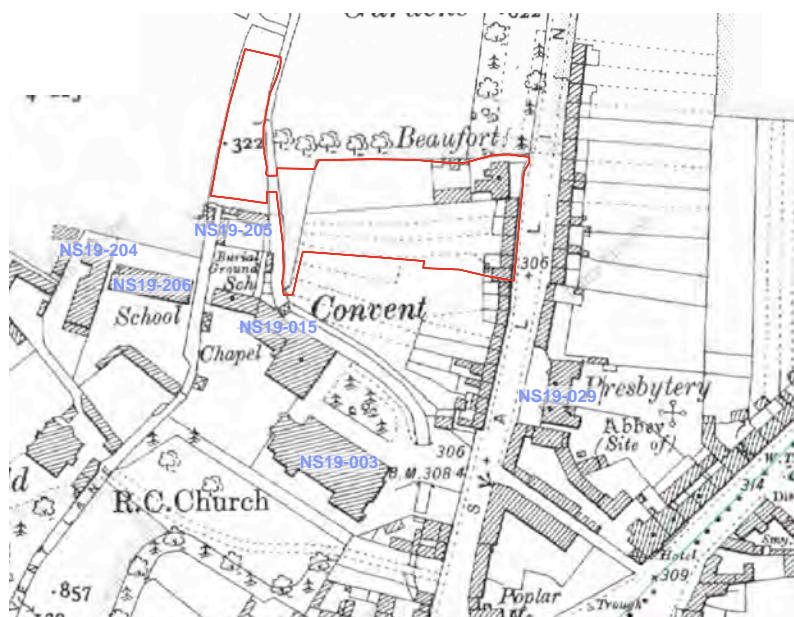 Gardens
·322
Beaufort
NS19-205
NS19-204
Burial
Ground
Sch
NS19-206
306
School
NS19-015
Convent
Chapel
NS19-029
Presbytery
Abbey
(Site of)
NS19-003
306
B.M. 308·4
R.C. Church
314
Hotel
·857
309
Poplar
Trough